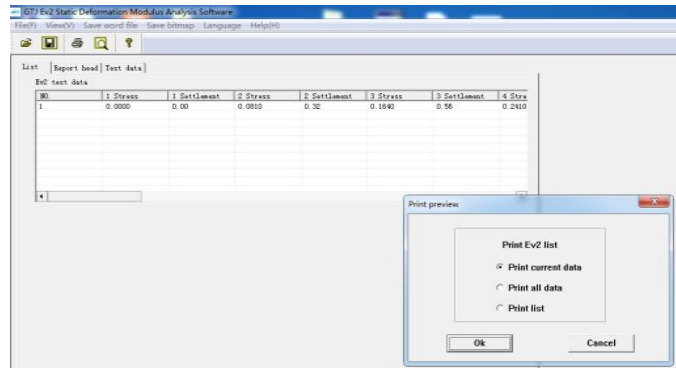 GTJ Ev2 Static Deformation Modulus Analysis Software
File(F) View(V) Save word file Save bitmap Language Help(H)
List Report head Test data
Ev2 test data
NO. 1 Stress 1 Settlement 2 Stress 2 Settlement 3 Stress 3 Settlement 4 Stre
1 0.0000 0.00 0.0810 0.32 0.1640 0.56 0.2410
Print preview
Print Ev2 list
Print current data
Print all data
Print list
Ok Cancel